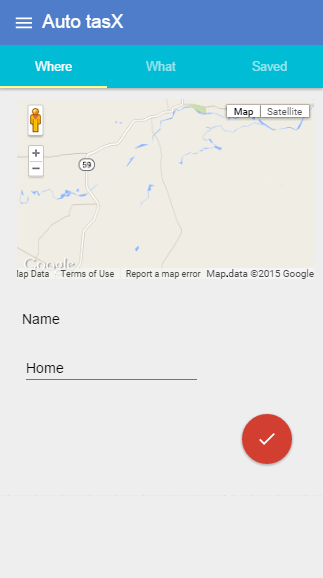 Auto tasX
Where What Saved
Map Satellite
+
59
−
Google
Map Data Terms of Use Report a map error Map data ©2015 Google
Name
Home